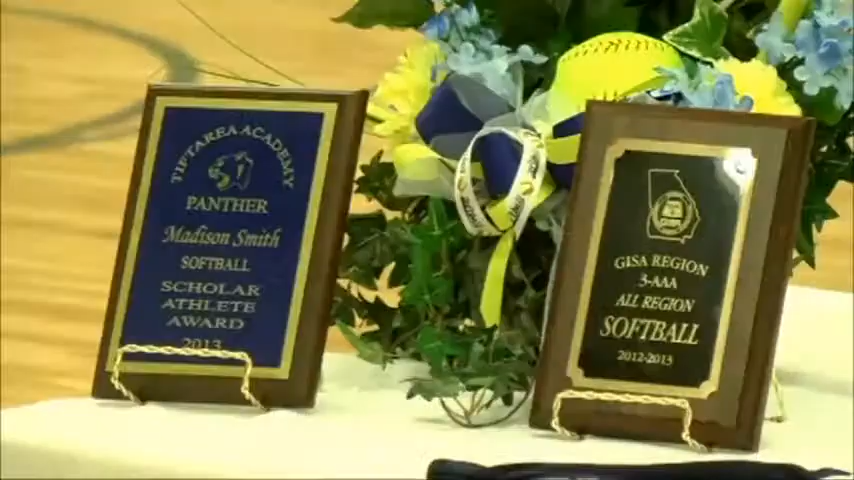 TIFTAREA ACADEMY
PANTHER
Madison Smith
SOFTBALL
SCHOLAR
ATHLETE
AWARD
2013
GISA REGION
3-AAA
ALL REGION
SOFTBALL
2012-2013